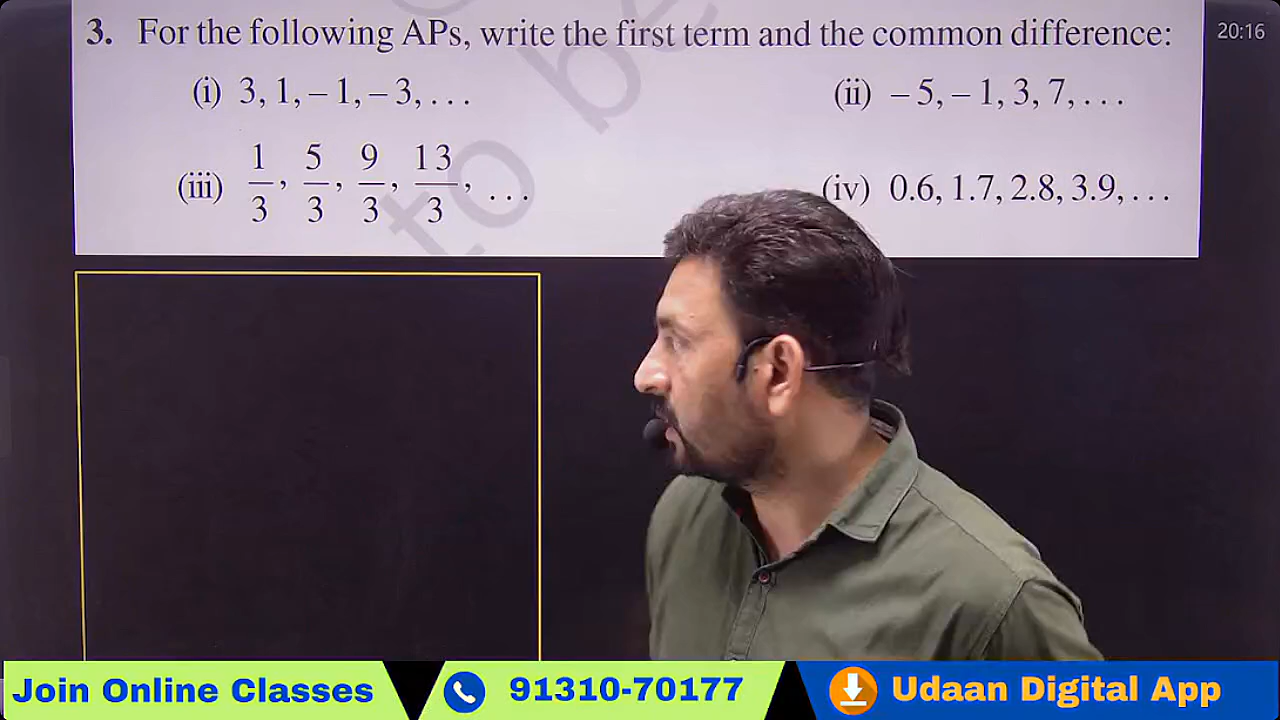 3. For the following APs, write the first term and the common difference:
20:16
(i) 3, 1, – 1, – 3, . . .
(ii) – 5, – 1, 3, 7, . . .
(iii) 1/3, 5/3, 9/3, 13/3, . . .
(iv) 0.6, 1.7, 2.8, 3.9, . . .
to be
Join Online Classes
91310-70177
Udaan Digital App